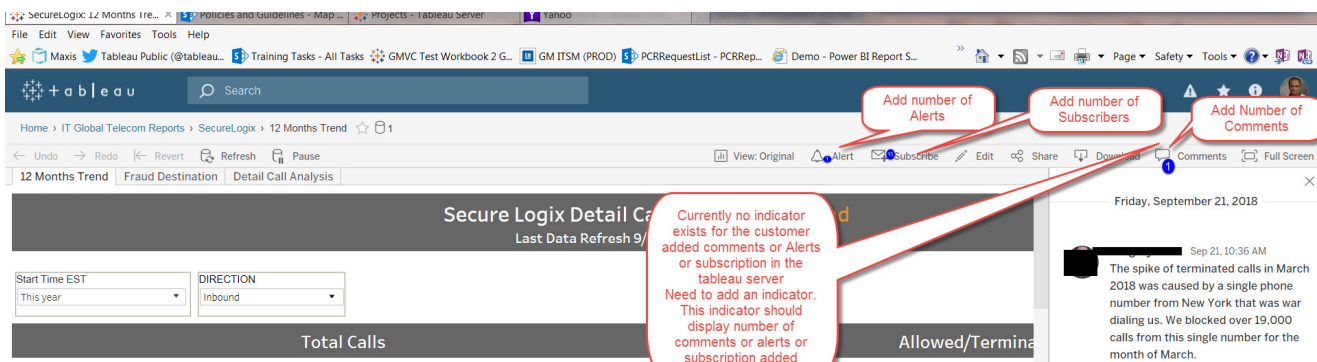 SecureLogix: 12 Months Tre... Policies and Guidelines - Map ... Projects - Tableau Server Yahoo
File Edit View Favorites Tools Help
Maxis Tableau Public (@tableau... Training Tasks - All Tasks GMVC Test Workbook 2 G... GM ITSM (PROD) PCRRequestList - PCRRep... Demo - Power BI Report S... » Page Safety Tools
+ableau Search
Add number of
Alerts
Add number of
Subscribers
Add Number of
Comments
Home › IT Global Telecom Reports › SecureLogix › 12 Months Trend 1
← Undo → Redo Revert Refresh Pause View: Original 1 Alert Subscribe Edit Share Download Comments Full Screen
1
12 Months Trend Fraud Destination Detail Call Analysis
Friday, September 21, 2018
Secure Logix Detail Ca d
Last Data Refresh 9/
Currently no indicator
exists for the customer
added comments or Alerts
or subscription in the
tableau server
Need to add an indicator.
This indicator should
display number of
comments or alerts or
subscription added
Sep 21, 10:36 AM
The spike of terminated calls in March
2018 was caused by a single phone
number from New York that was war
dialing us. We blocked over 19,000
calls from this single number for the
month of March.
Start Time EST DIRECTION
This year Inbound
Total Calls Allowed/Termina